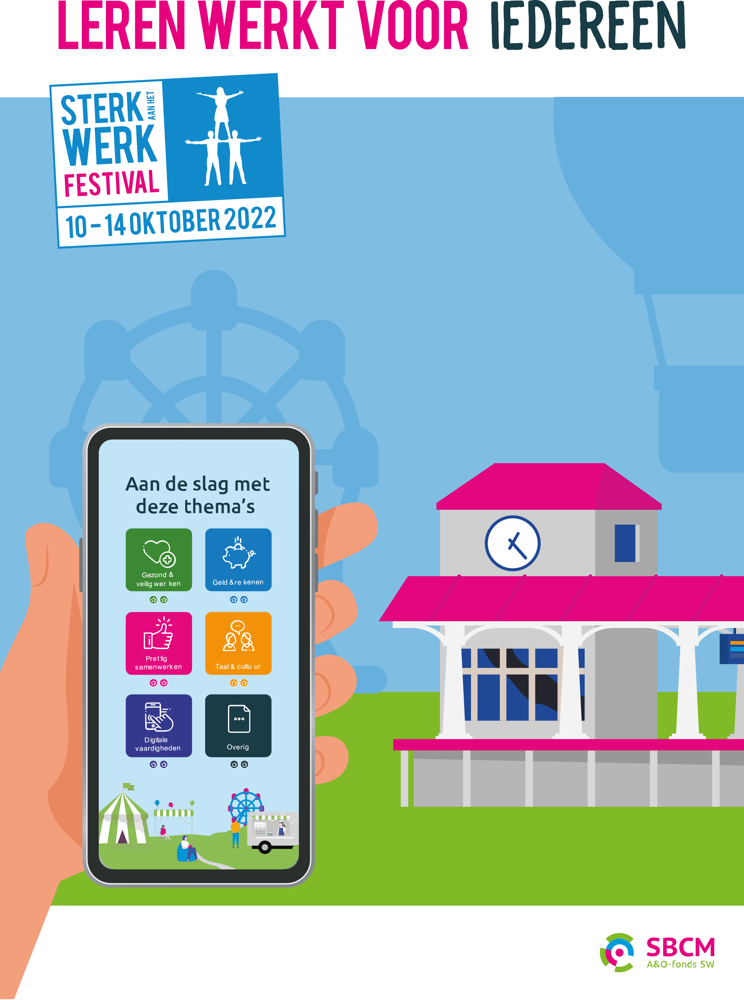 LEREN WERKT VOOR IEDEREEN
STERK AAN HET
WERK
FESTIVAL
10 – 14 OKTOBER 2022
Aan de slag met
deze thema's
Gezond &
veilig wer ken
Geld & re kenen
Prettig
samenwerken
Taal & cultu ur
Digitale
vaardigheden
Overig
SBCM
A&O-fonds SW